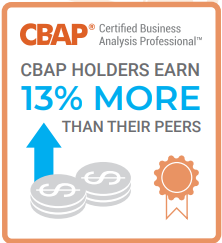 CBAP® Certified Business
Analysis Professional™
CBAP HOLDERS EARN
13% MORE
THAN THEIR PEERS
$ $